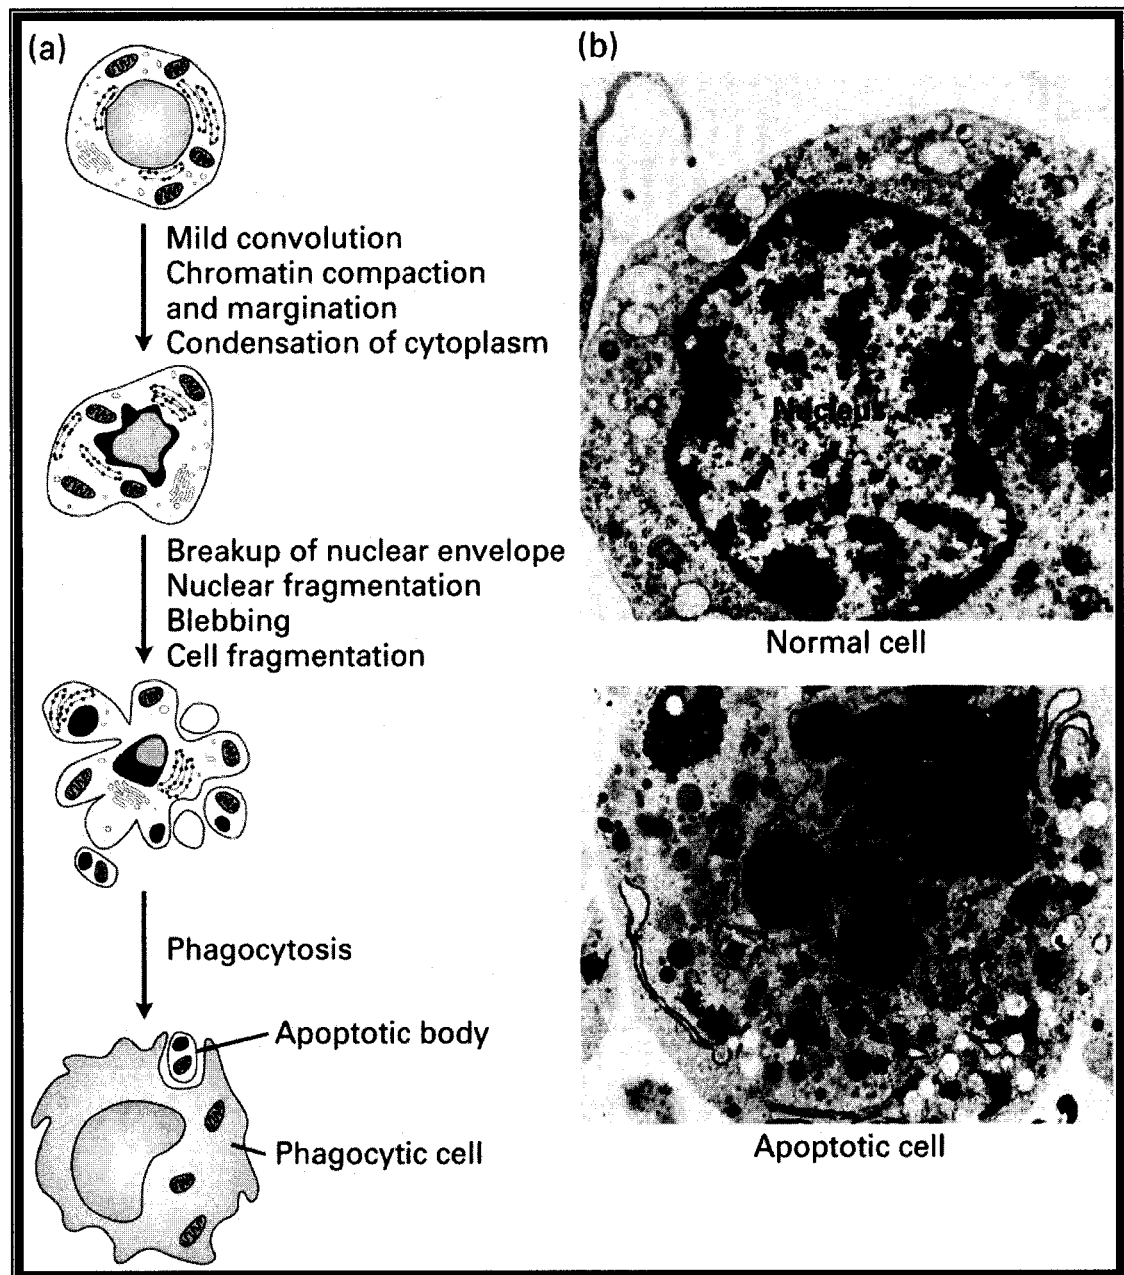 (a)
Mild convolution
Chromatin compaction
and margination
Condensation of cytoplasm
Breakup of nuclear envelope
Nuclear fragmentation
Blebbing
Cell fragmentation
Phagocytosis
Apoptotic body
Phagocytic cell
(b)
Nucleus
Normal cell
Apoptotic cell